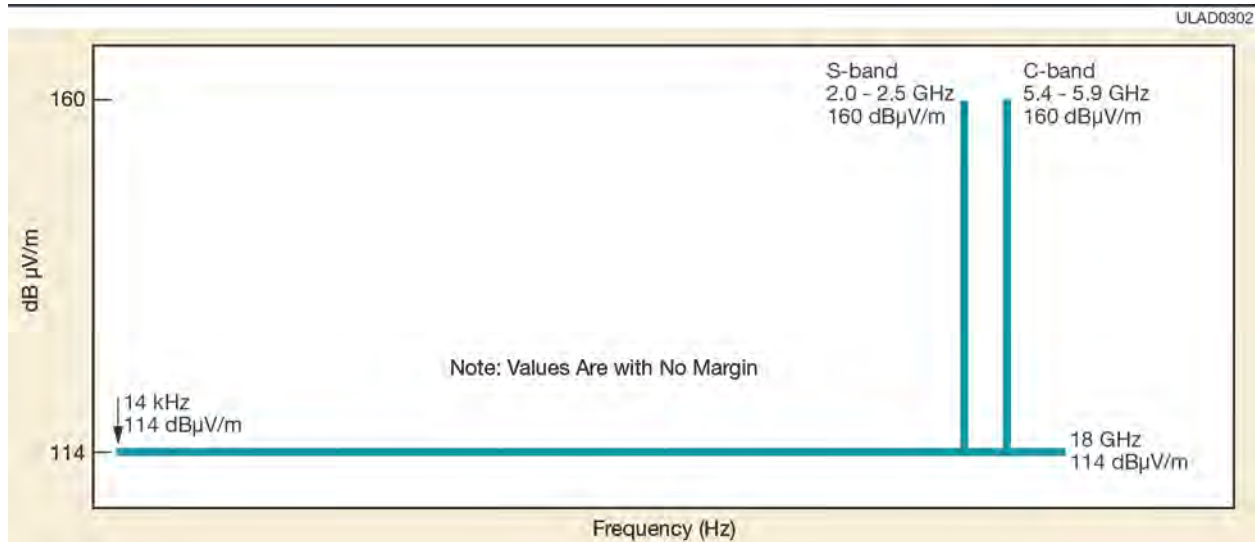 ULAD0302
S-band
2.0 - 2.5 GHz
160 dBµV/m
C-band
5.4 - 5.9 GHz
160 dBµV/m
160
dB µV/m
Note: Values Are with No Margin
14 kHz
114 dBµV/m
114
18 GHz
114 dBµV/m
Frequency (Hz)